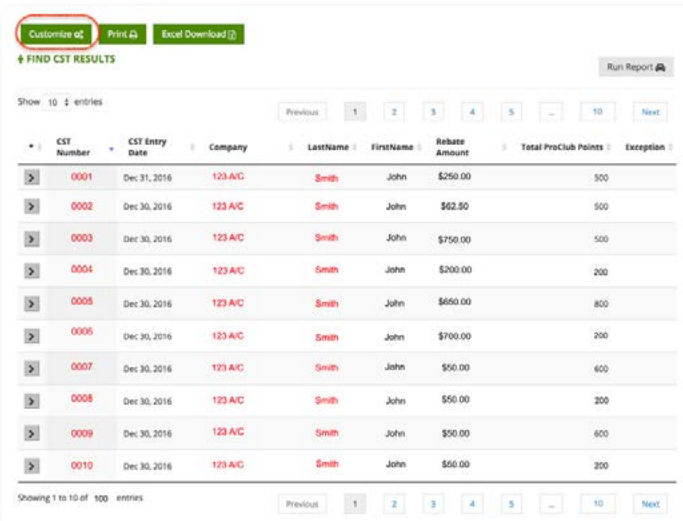 Customize Print Excel Download
FIND CST RESULTS
Run Report
Show 10 entries
Previous 1 2 3 4 5 ... 10 Next
CST Number CST Entry Date Company LastName FirstName Rebate Amount Total ProClub Points Exception
0001 Dec 31, 2016 123 A/C Smith John $250.00 500
0002 Dec 30, 2016 123 A/C Smith John $62.50 500
0003 Dec 30, 2016 123 A/C Smith John $750.00 500
0004 Dec 30, 2016 123 A/C Smith John $200.00 200
0005 Dec 30, 2016 123 A/C Smith John $650.00 800
0006 Dec 30, 2016 123 A/C Smith John $700.00 200
0007 Dec 30, 2016 123 A/C Smith John $50.00 600
0008 Dec 30, 2016 123 A/C Smith John $50.00 200
0009 Dec 30, 2016 123 A/C Smith John $50.00 600
0010 Dec 30, 2016 123 A/C Smith John $50.00 200
Showing 1 to 10 of 100 entries
Previous 1 2 3 4 5 ... 10 Next